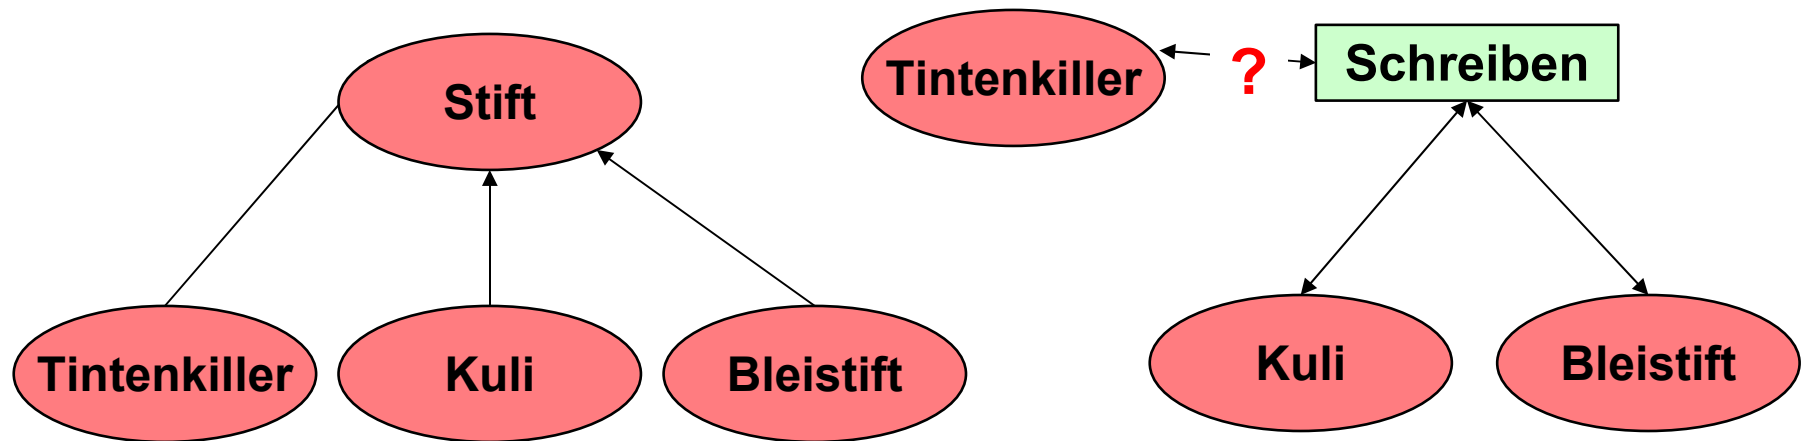 Stift
Tintenkiller
Kuli
Bleistift
Tintenkiller
?
Schreiben
Kuli
Bleistift